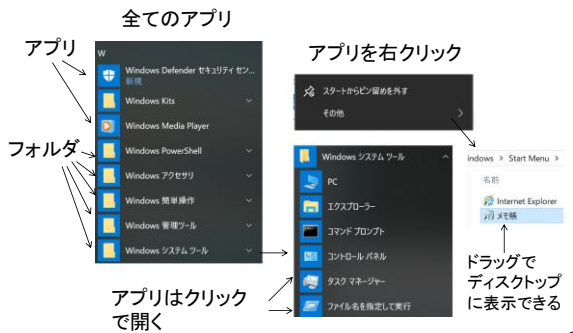 全てのアプリ
アプリ
W
Windows Defender セキュリティ セン...
新規
Windows Kits
Windows Media Player
フォルダ
Windows PowerShell
Windows アクセサリ
Windows 簡単操作
Windows 管理ツール
Windows システム ツール
アプリはクリック
で開く
アプリを右クリック
スタートからピン留めを外す
その他
Windows システム ツール
PC
エクスプローラー
コマンド プロンプト
コントロール パネル
タスク マネージャー
ファイル名を指定して実行
indows > Start Menu >
名前
Internet Explorer
メモ帳
ドラッグで
ディスクトップ
に表示できる